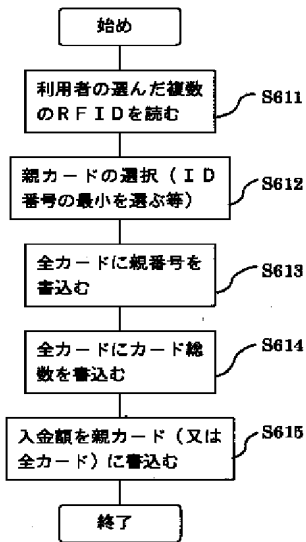 始め
利用者の選んだ複数
のＲＦＩＤを読む
S611
親カードの選択（ＩＤ
番号の最小を選ぶ等）
S612
全カードに親番号を
書込む
S613
全カードにカード総
数を書込む
S614
入金額を親カード（又は
全カード）に書込む
S615
終了